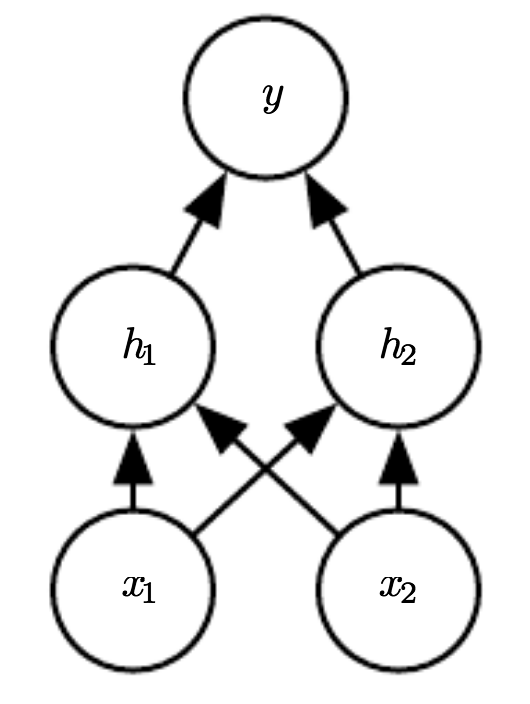 y
h₁ h₂
x₁ x₂